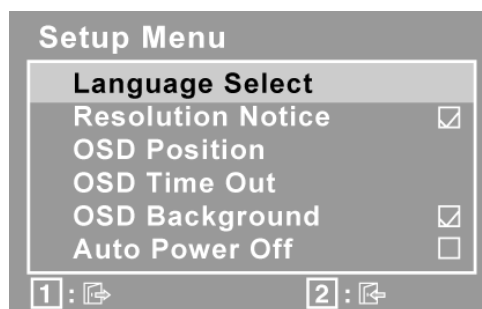 Setup Menu
Language Select
Resolution Notice
OSD Position
OSD Time Out
OSD Background
Auto Power Off
1 : 2 :